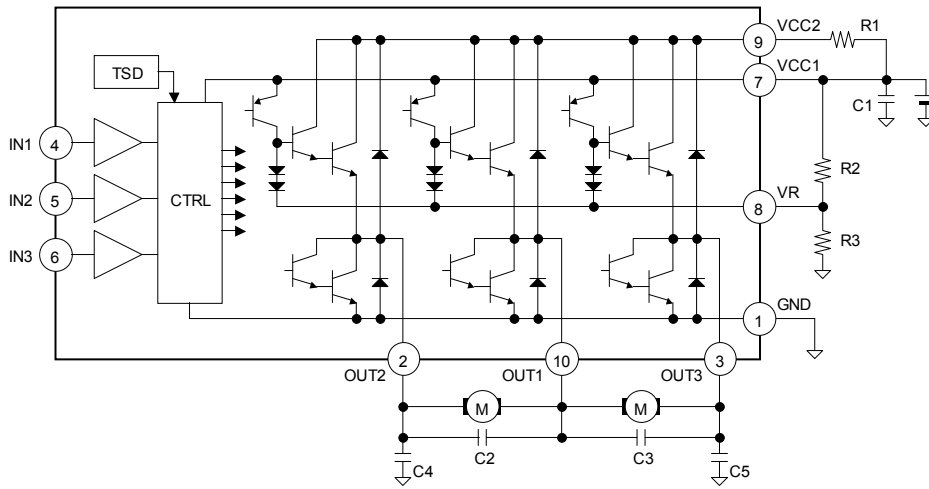 VCC2
R1
9
VCC1
7
TSD
C1
IN1
4
IN2
5
CTRL
R2
VR
8
IN3
6
R3
GND
1
2
10
3
OUT2
OUT1
OUT3
M
M
C4
C2
C3
C5